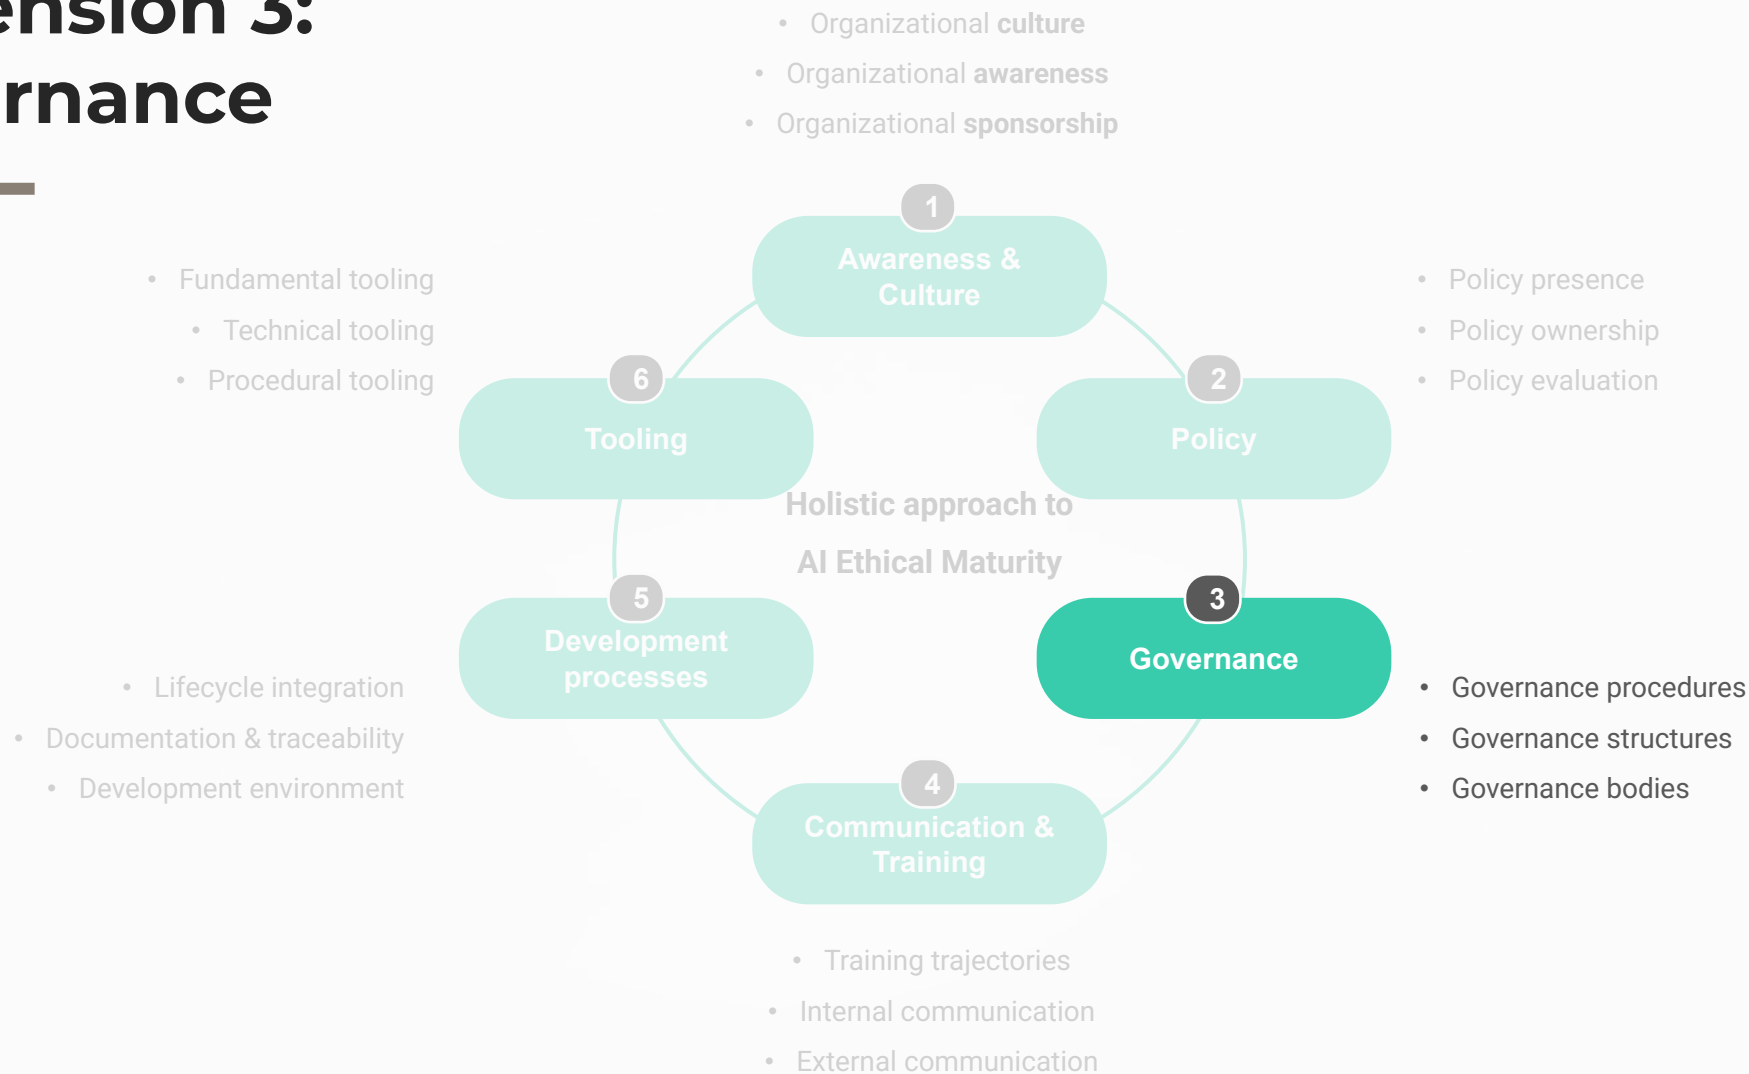 ension 3:
rnance
• Organizational culture
• Organizational awareness
• Organizational sponsorship
1
Awareness &
Culture
• Fundamental tooling
• Technical tooling
• Procedural tooling
6
Tooling
2
Policy
• Policy presence
• Policy ownership
• Policy evaluation
Holistic approach to
AI Ethical Maturity
5
Development
processes
• Lifecycle integration
• Documentation & traceability
• Development environment
3
Governance
• Governance procedures
• Governance structures
• Governance bodies
4
Communication &
Training
• Training trajectories
• Internal communication
• External communication